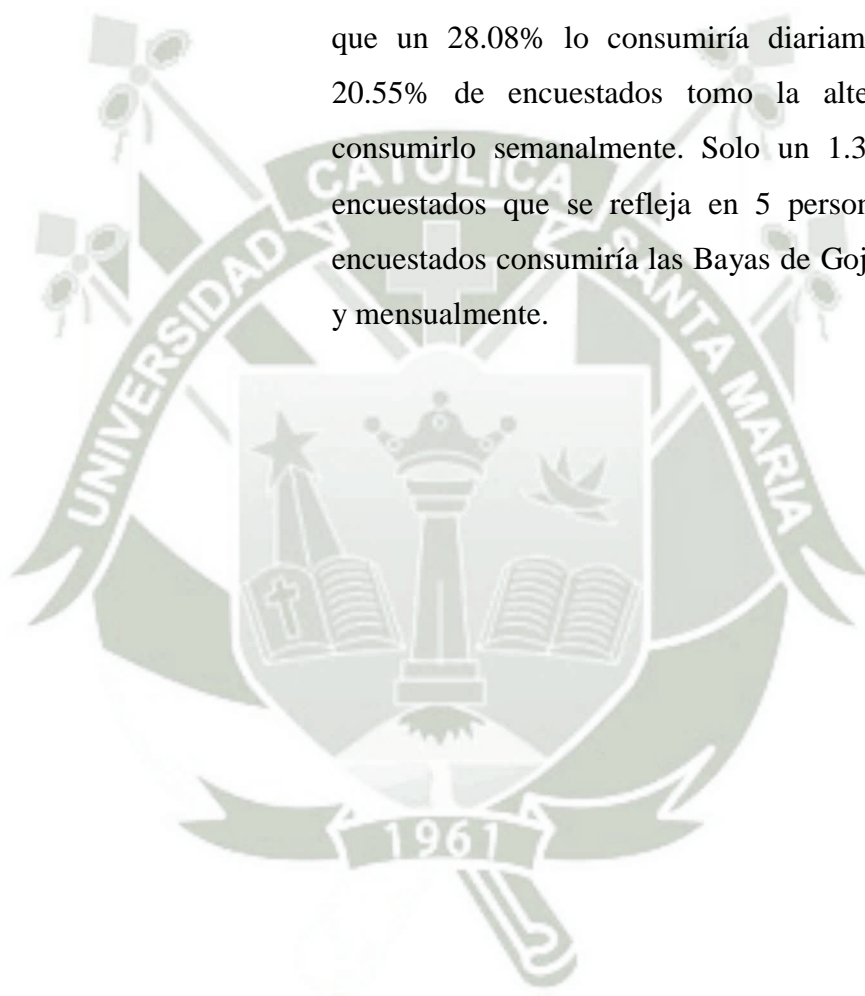 que un 28.08% lo consumiría diariam
20.55% de encuestados tomo la alte
consumirlo semanalmente. Solo un 1.3
encuestados que se refleja en 5 person
encuestados consumiría las Bayas de Goj
y mensualmente.
UNIVERSIDAD CATOLICA SANTA MARIA
1961